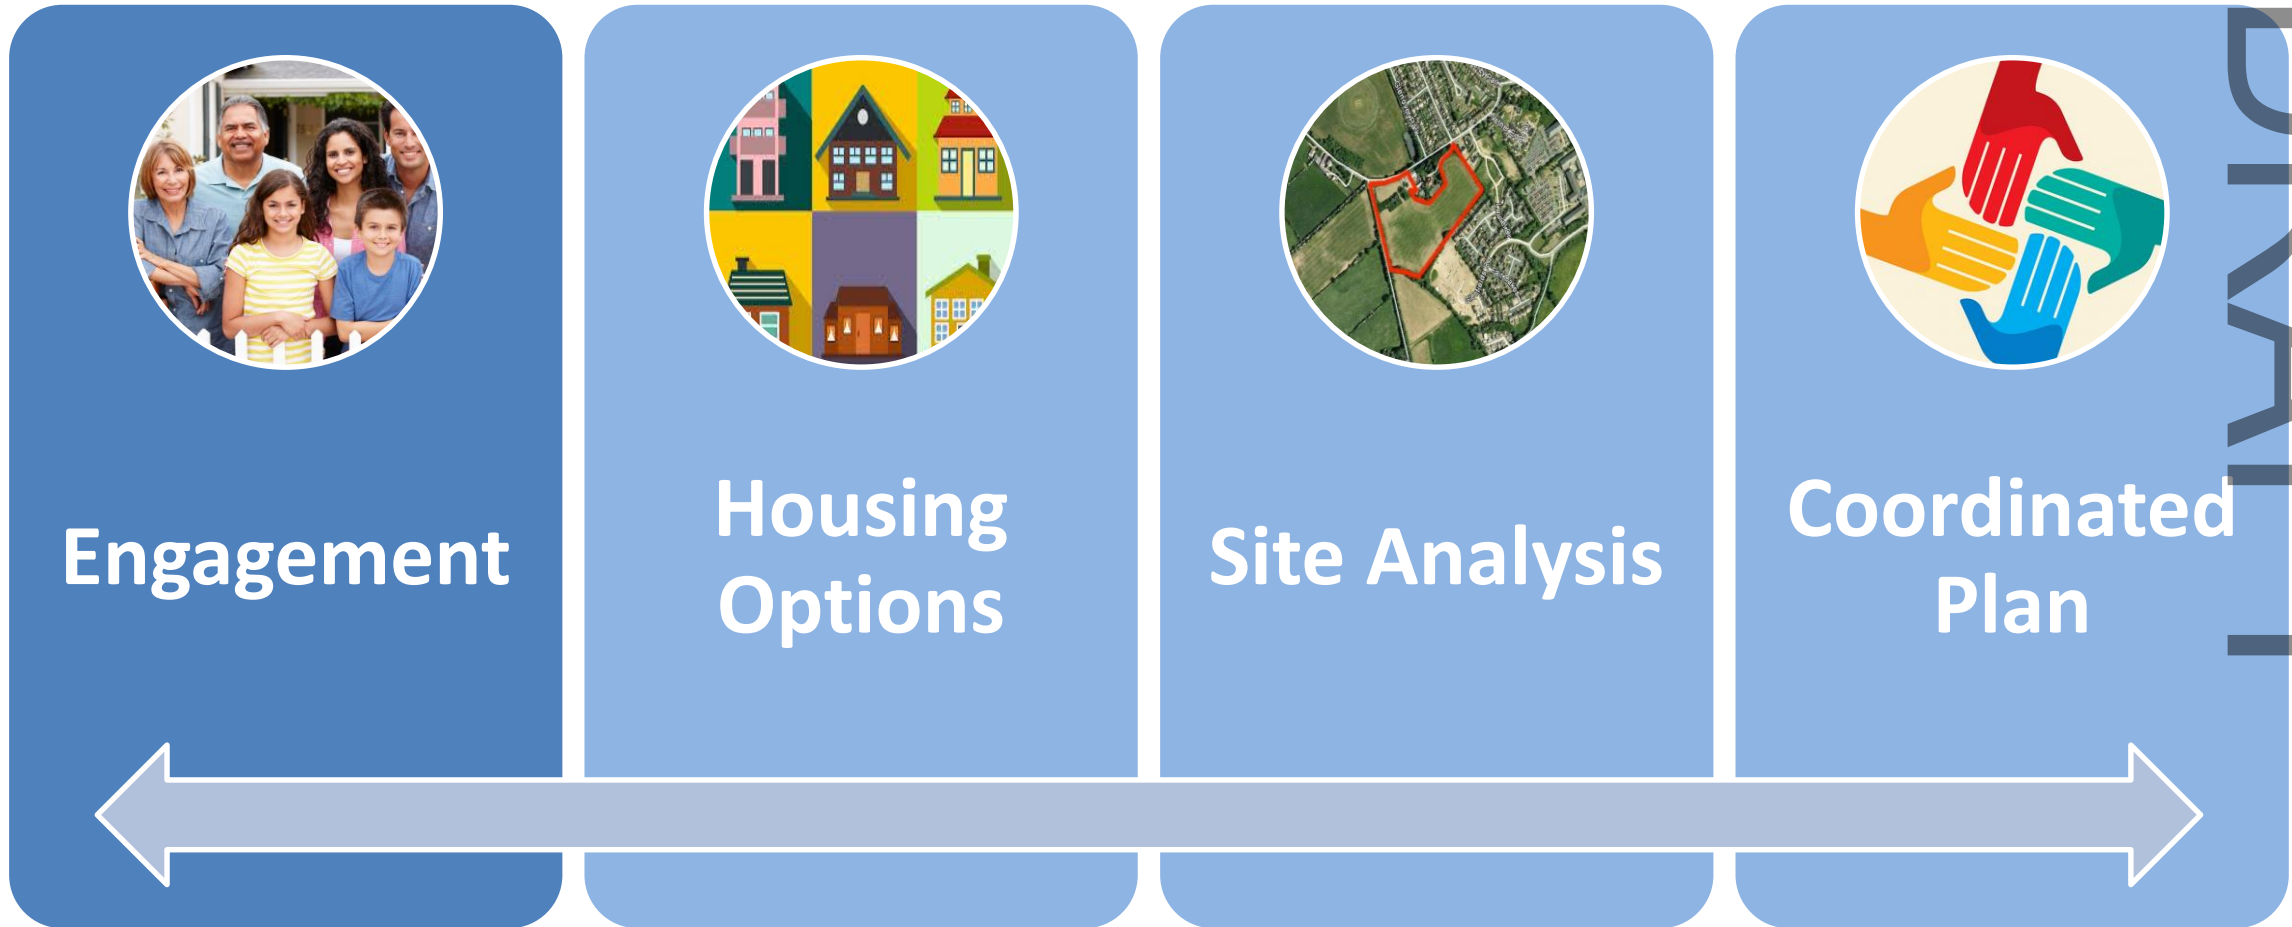 Engagement
Housing
Options
Site Analysis
Coordinated
Plan